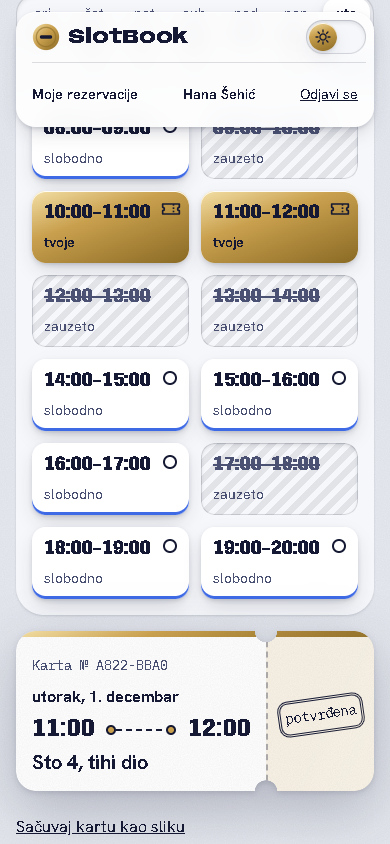 SlotBook
Moje rezervacije Hana Šehić Odjavi se
slobodno zauzeto
10:00–11:00 11:00–12:00
tvoje tvoje
12:00–13:00 13:00–14:00
zauzeto zauzeto
14:00–15:00 15:00–16:00
slobodno slobodno
16:00–17:00 17:00–18:00
slobodno zauzeto
18:00–19:00 19:00–20:00
slobodno slobodno
Karta № A822-BBA0
utorak, 1. decembar
11:00 12:00
potvrđena
Sto 4, tihi dio
Sačuvaj kartu kao sliku